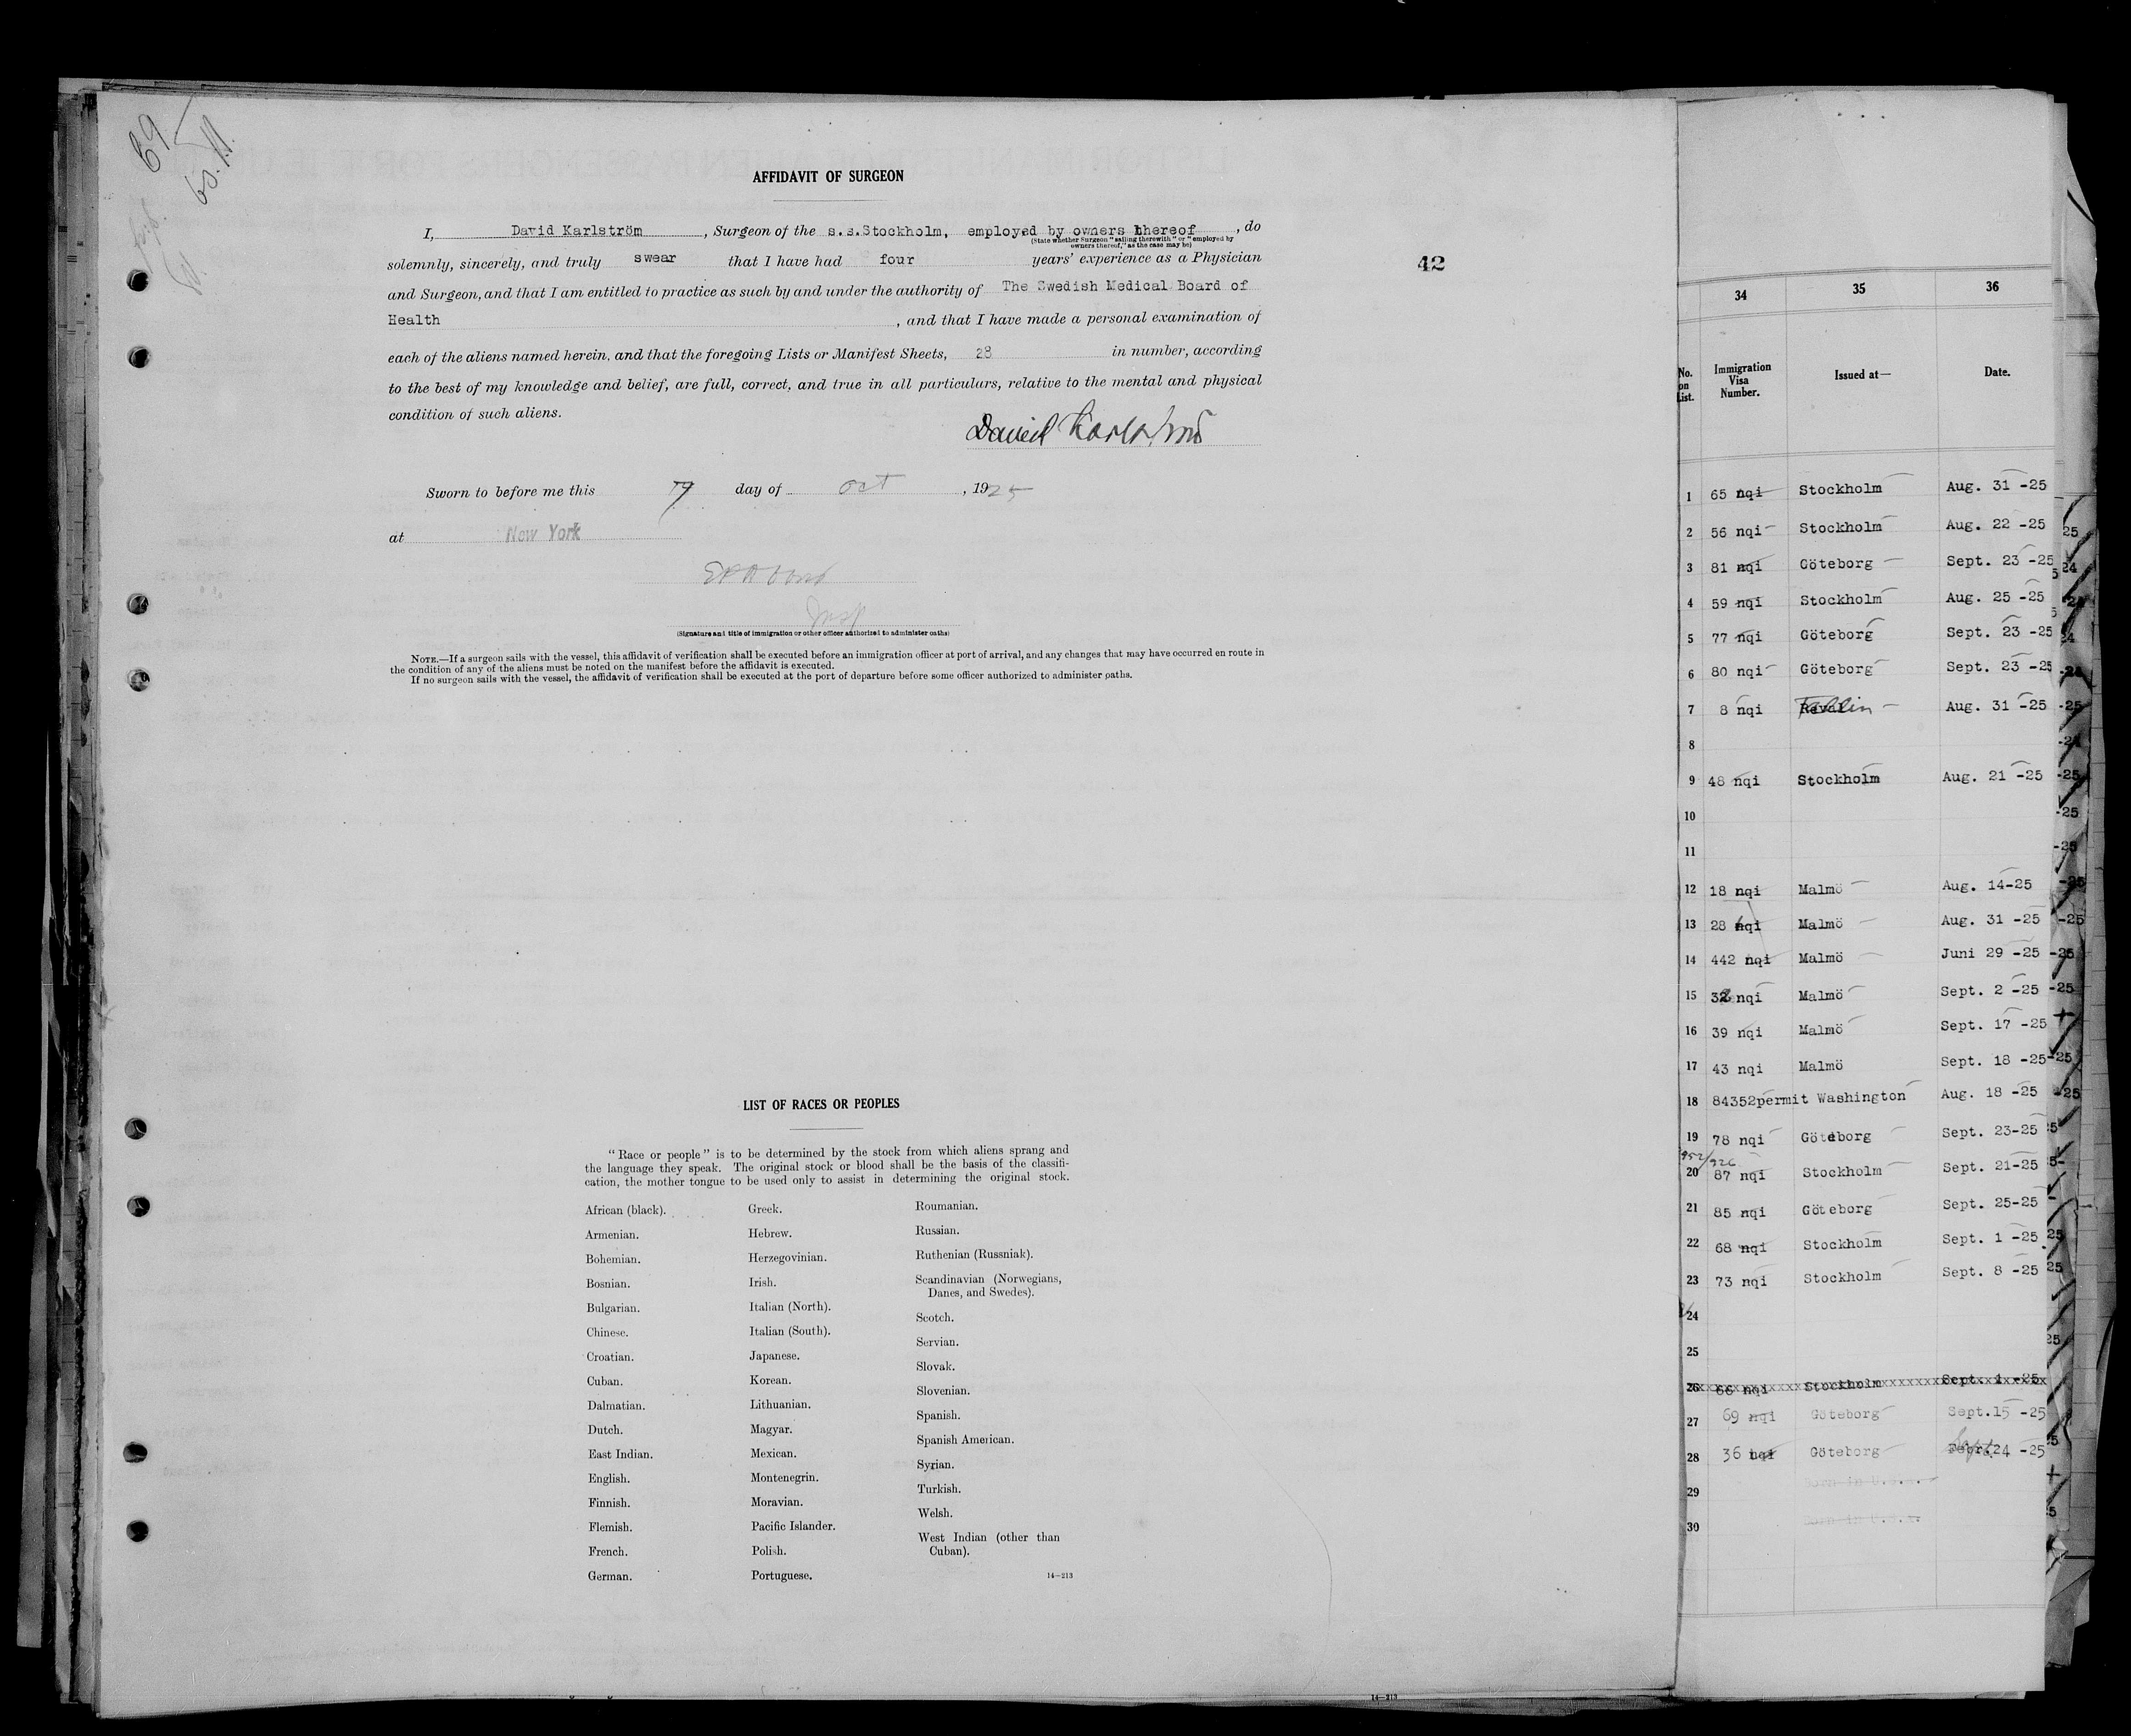 69
AFFIDAVIT OF SURGEON
I, David Karlström, Surgeon of the s.s.Stockholm, employed by owners thereof, do
(State whether Surgeon "sailing therewith" or "employed by
owners thereof," as the case may be)
solemnly, sincerely, and truly swear that I have had four years' experience as a Physician
and Surgeon, and that I am entitled to practice as such by and under the authority of The Swedish Medical Board of
Health, and that I have made a personal examination of
each of the aliens named herein, and that the foregoing Lists or Manifest Sheets, 28 in number, according
to the best of my knowledge and belief, are full, correct, and true in all particulars, relative to the mental and physical
condition of such aliens.
David Karlström
Sworn to before me this day of Oct, 1925
at New York
Insp
(Signature and title of immigration or other officer authorized to administer oaths)
NOTE.—If a surgeon sails with the vessel, this affidavit of verification shall be executed before an immigration officer at port of arrival, and any changes that may have occurred en route in
the condition of any of the aliens must be noted on the manifest before the affidavit is executed.
If no surgeon sails with the vessel, the affidavit of verification shall be executed at the port of departure before some officer authorized to administer oaths.
LIST OF RACES OR PEOPLES
"Race or people" is to be determined by the stock from which aliens sprang and
the language they speak. The original stock or blood shall be the basis of the classifi-
cation, the mother tongue to be used only to assist in determining the original stock.
African (black).
Armenian.
Bohemian.
Bosnian.
Bulgarian.
Chinese.
Croatian.
Cuban.
Dalmatian.
Dutch.
East Indian.
English.
Finnish.
Flemish.
French.
German.
Greek.
Hebrew.
Herzegovinian.
Irish.
Italian (North).
Italian (South).
Japanese.
Korean.
Lithuanian.
Magyar.
Mexican.
Montenegrin.
Moravian.
Pacific Islander.
Polish.
Portuguese.
Roumanian.
Russian.
Ruthenian (Russniak).
Scandinavian (Norwegians,
Danes, and Swedes).
Scotch.
Servian.
Slovak.
Slovenian.
Spanish.
Spanish American.
Syrian.
Turkish.
Welsh.
West Indian (other than
Cuban).
14—213
42
14—213
34 35 36
No. on List. Immigration Visa Number. Issued at— Date.
1 65 nqi Stockholm Aug. 31 -25
2 56 nqi Stockholm Aug. 22 -25
3 81 nqi Göteborg Sept. 23 -25
4 59 nqi Stockholm Aug. 25 -25
5 77 nqi Göteborg Sept. 23 -25
6 80 nqi Göteborg Sept. 23 -25
7 8 nqi Reval Tallin Aug. 31 -25
8
9 48 nqi Stockholm Aug. 21 -25
10
11
12 18 nqi Malmö Aug. 14-25
13 28 nqi Malmö Aug. 31 -25
14 442 nqi Malmö Juni 29 -25
15 32 nqi Malmö Sept. 2 -25
16 39 nqi Malmö Sept. 17 -25
17 43 nqi Malmö Sept. 18 -25
18 84352permit Washington Aug. 18 -25
19 78 nqi Göteborg Sept. 23-25
952/926
20 87 nqi Stockholm Sept. 21-25
21 85 nqi Göteborg Sept. 25-25
22 68 nqi Stockholm Sept. 1 -25
23 73 nqi Stockholm Sept. 8 -25
24
25
26 66 nqi Stockholm Sept. 1 -25
27 69 nqi Göteborg Sept.15 -25
28 36 nqi Göteborg Sept 24 -25
29 Born in U.S.A.
30 Born in U.S.A.